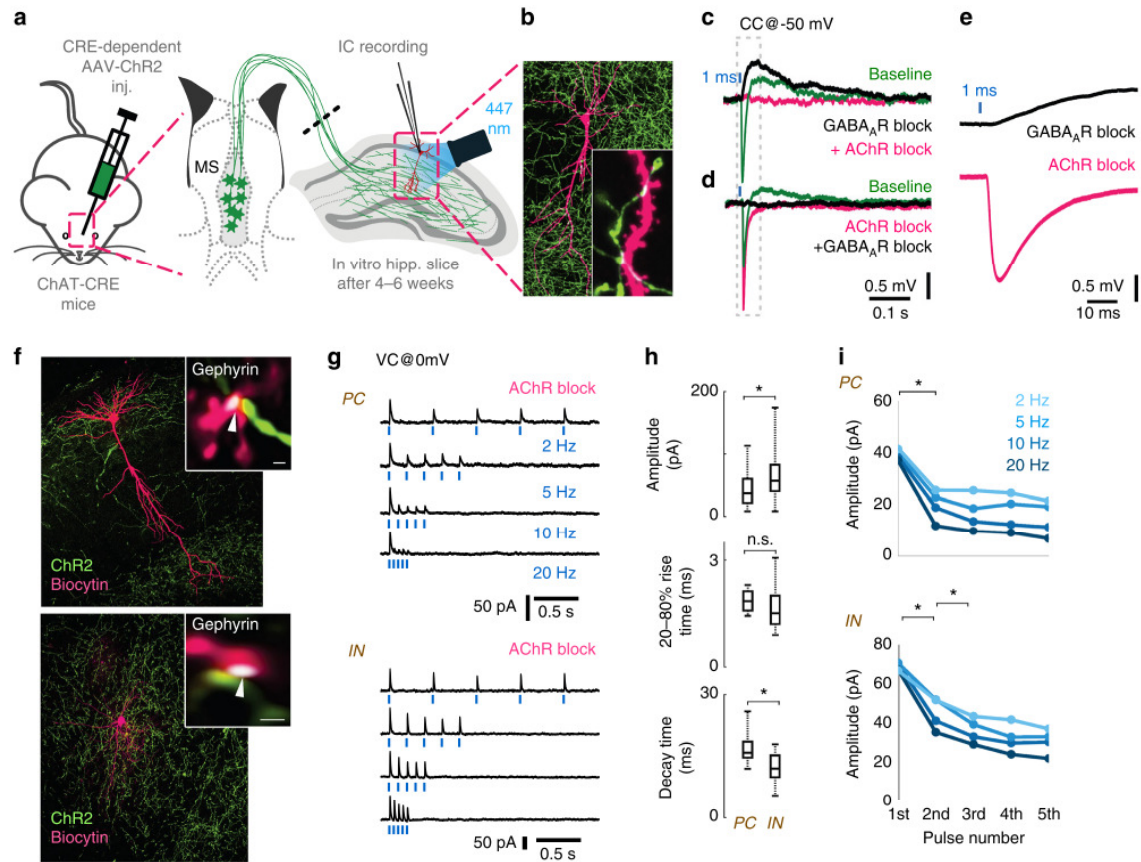 a
CRE-dependent
AAV-ChR2
inj.
MS
ChAT-CRE
mice
IC recording
447
nm
In vitro hipp. slice
after 4–6 weeks
b
c
CC@-50 mV
1 ms
Baseline
GABA_AR block
+ AChR block
d
Baseline
AChR block
+GABA_AR block
0.5 mV
0.1 s
e
1 ms
GABA_AR block
AChR block
0.5 mV
10 ms
f
Gephyrin
ChR2
Biocytin
Gephyrin
ChR2
Biocytin
g
VC@0mV
PC
AChR block
2 Hz
5 Hz
10 Hz
20 Hz
50 pA
0.5 s
IN
AChR block
50 pA
0.5 s
h
200
*
Amplitude
(pA)
0
3
n.s.
20–80% rise
time (ms)
0
30
*
Decay time
(ms)
0
PC
IN
i
PC
*
60
40
20
0
Amplitude (pA)
2 Hz
5 Hz
10 Hz
20 Hz
IN
*
*
80
60
40
20
0
Amplitude (pA)
1st
2nd
3rd
4th
5th
Pulse number